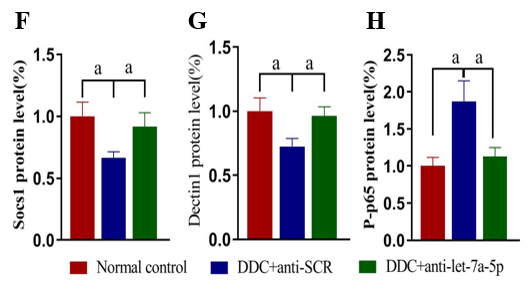 F
Socs1 protein level(%)
1.5
1.0
0.5
0.0
a
a
G
Dectin1 protein level(%)
1.5
1.0
0.5
0.0
a
a
H
P-p65 protein level(%)
2.5
2.0
1.5
1.0
0.5
0.0
a
a
Normal control
DDC+anti-SCR
DDC+anti-let-7a-5p